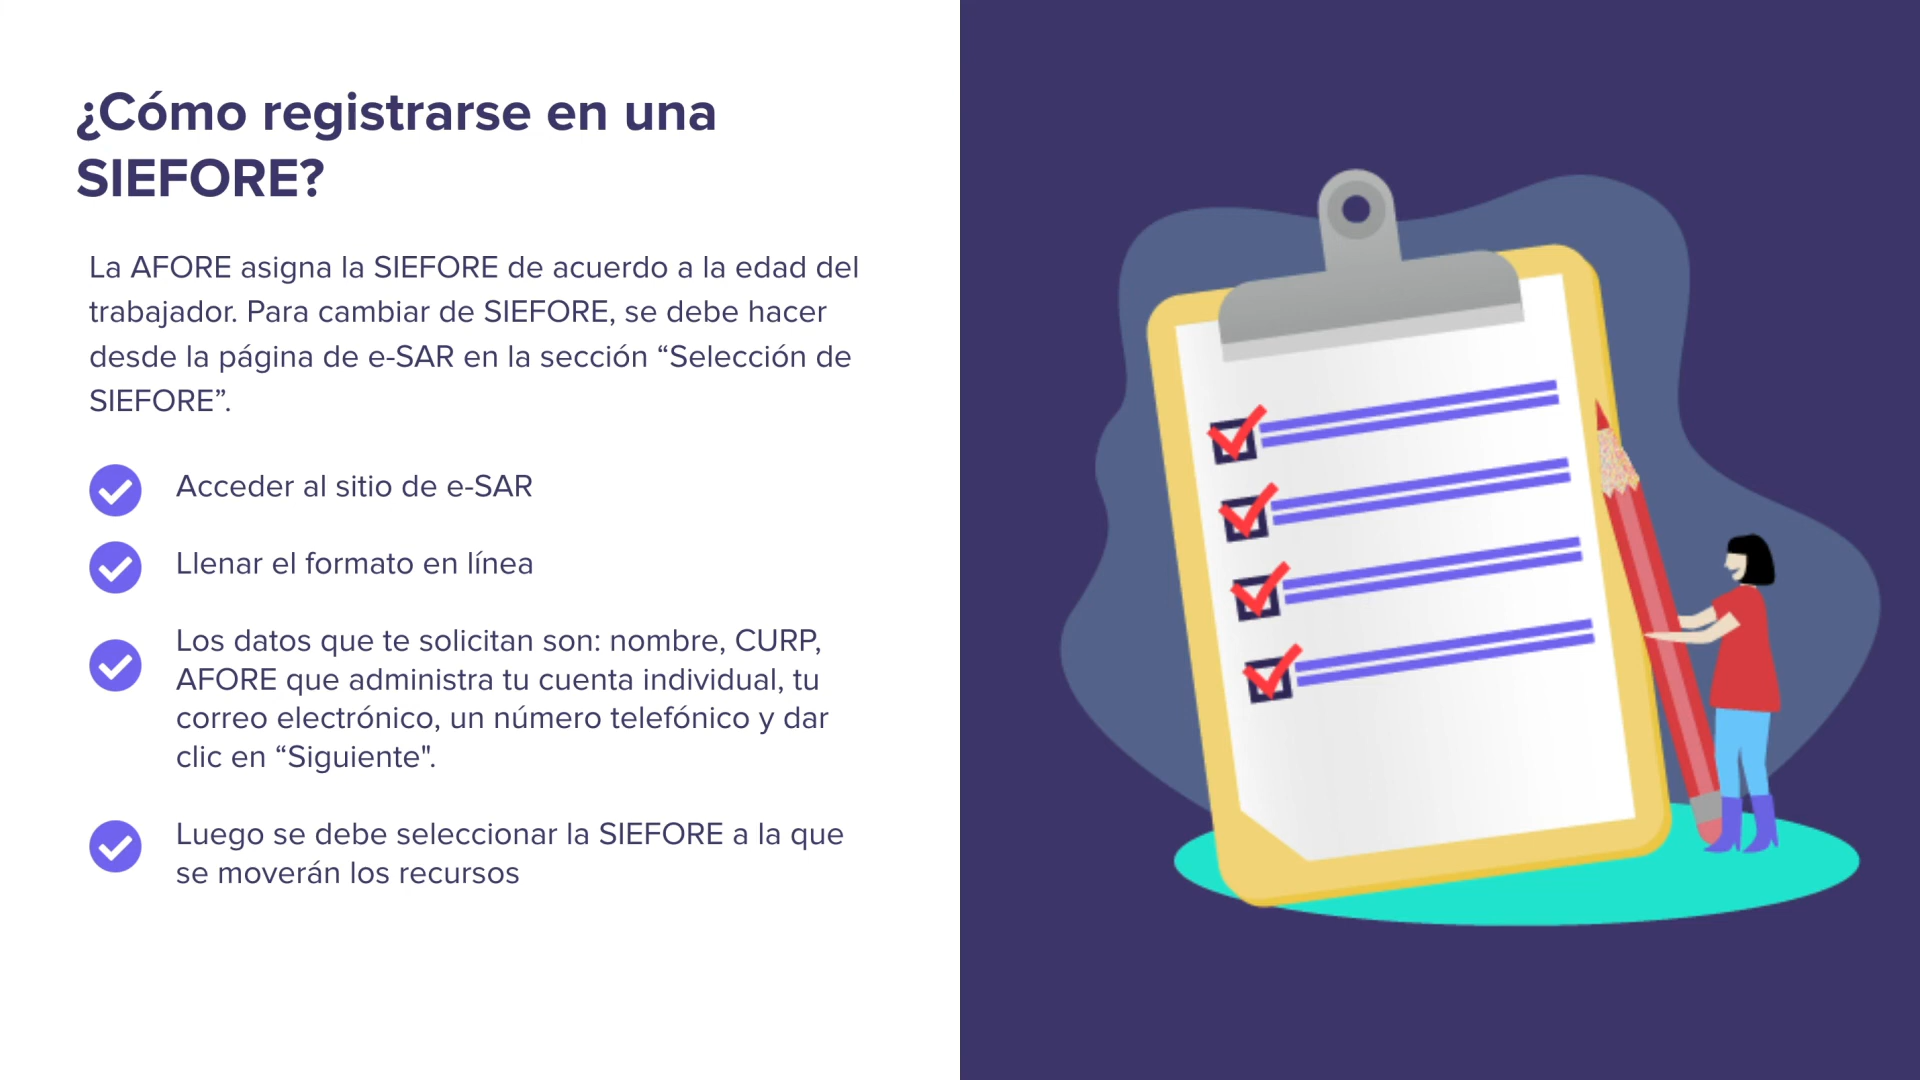 ¿Cómo registrarse en una
SIEFORE?
La AFORE asigna la SIEFORE de acuerdo a la edad del
trabajador. Para cambiar de SIEFORE, se debe hacer
desde la página de e-SAR en la sección “Selección de
SIEFORE”.
Acceder al sitio de e-SAR
Llenar el formato en línea
Los datos que te solicitan son: nombre, CURP,
AFORE que administra tu cuenta individual, tu
correo electrónico, un número telefónico y dar
clic en “Siguiente".
Luego se debe seleccionar la SIEFORE a la que
se moverán los recursos